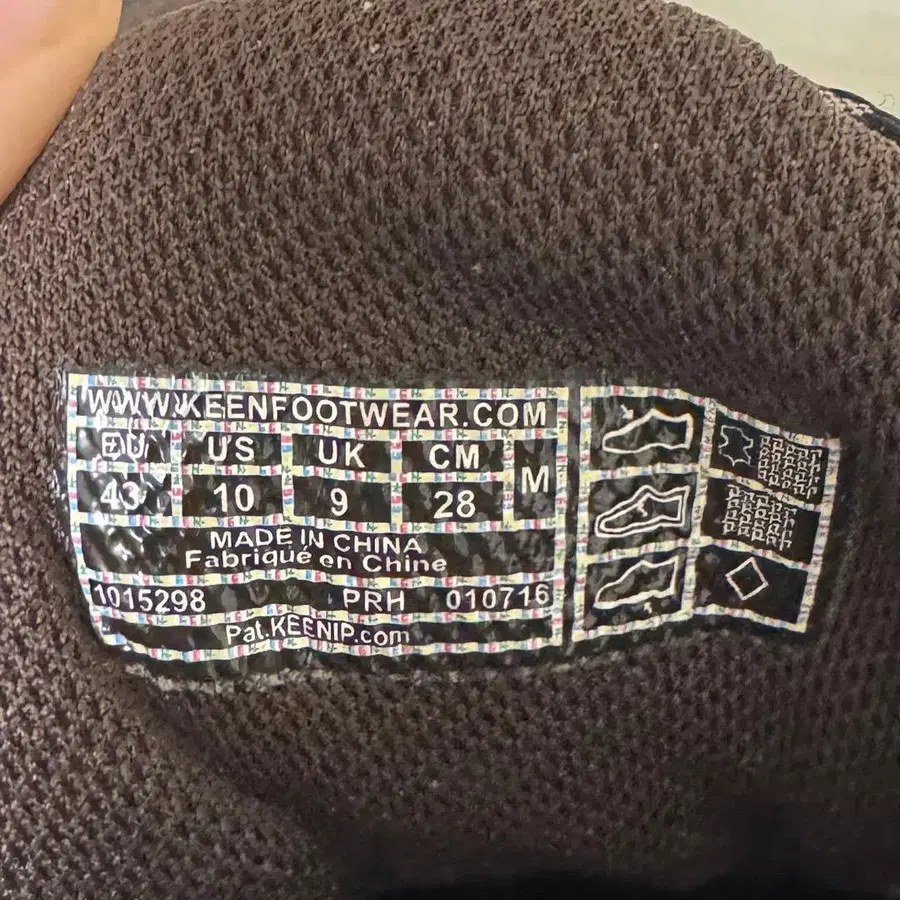 WWW.KEENFOOTWEAR.COM
EU US UK CM M
43 10 9 28
MADE IN CHINA
Fabriqué en Chine
1015298 PRH 010716
Pat.KEENIP.com